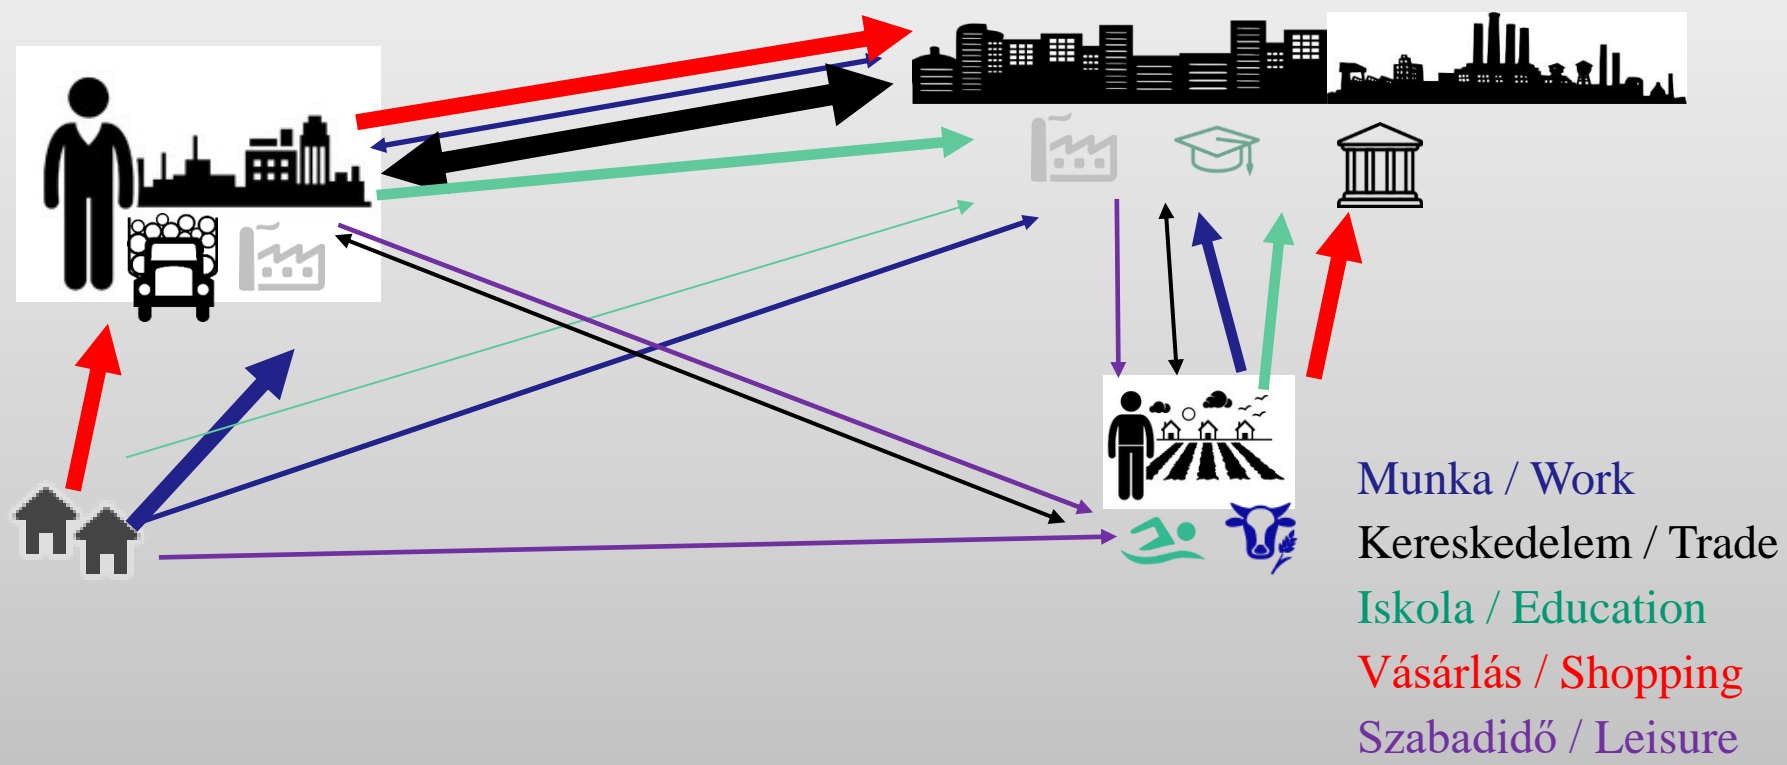 Munka / Work
Kereskedelem / Trade
Iskola / Education
Vásárlás / Shopping
Szabadidő / Leisure